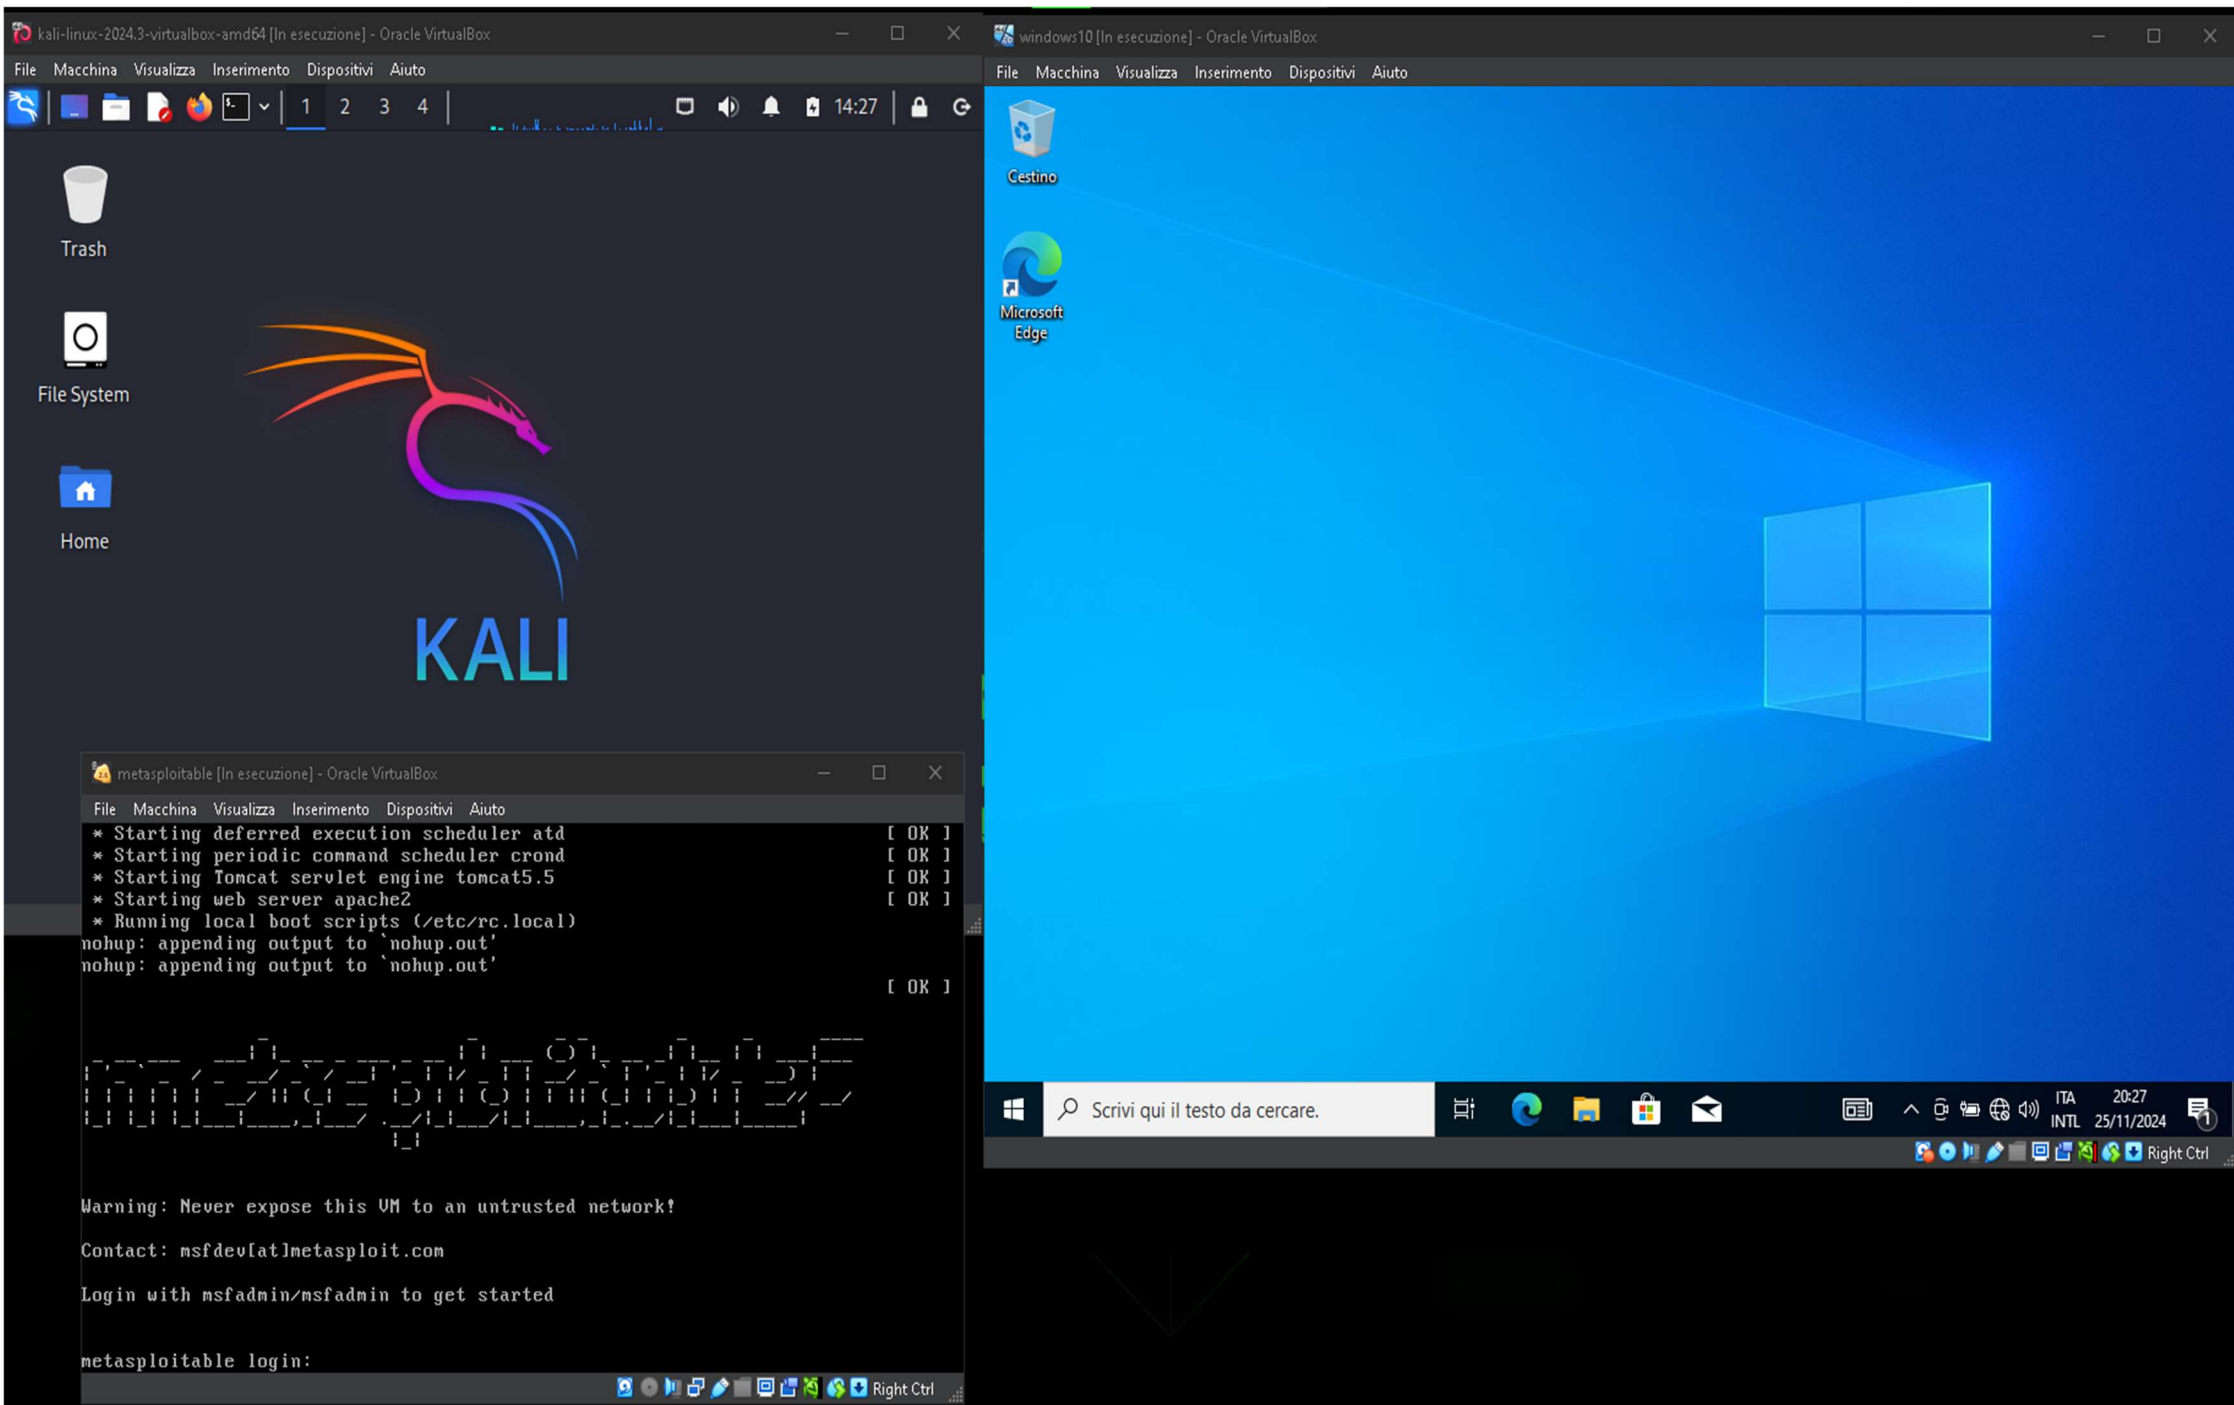 kali-linux-2024.3-virtualbox-amd64 [In esecuzione] - Oracle VirtualBox
File Macchina Visualizza Inserimento Dispositivi Aiuto
1 2 3 4 14:27
Trash
File System
Home
KALI
metasploitable [In esecuzione] - Oracle VirtualBox
File Macchina Visualizza Inserimento Dispositivi Aiuto
* Starting deferred execution scheduler atd [ OK ]
* Starting periodic command scheduler crond [ OK ]
* Starting Tomcat servlet engine tomcat5.5 [ OK ]
* Starting web server apache2 [ OK ]
* Running local boot scripts (/etc/rc.local)
nohup: appending output to `nohup.out'
nohup: appending output to `nohup.out'
[ OK ]
metasploitable2
Warning: Never expose this VM to an untrusted network!
Contact: msfdev[at]metasploit.com
Login with msfadmin/msfadmin to get started
metasploitable login:
Right Ctrl
windows10 [In esecuzione] - Oracle VirtualBox
File Macchina Visualizza Inserimento Dispositivi Aiuto
Cestino
Microsoft
Edge
Scrivi qui il testo da cercare.
ITA 20:27
INTL 25/11/2024
1
Right Ctrl